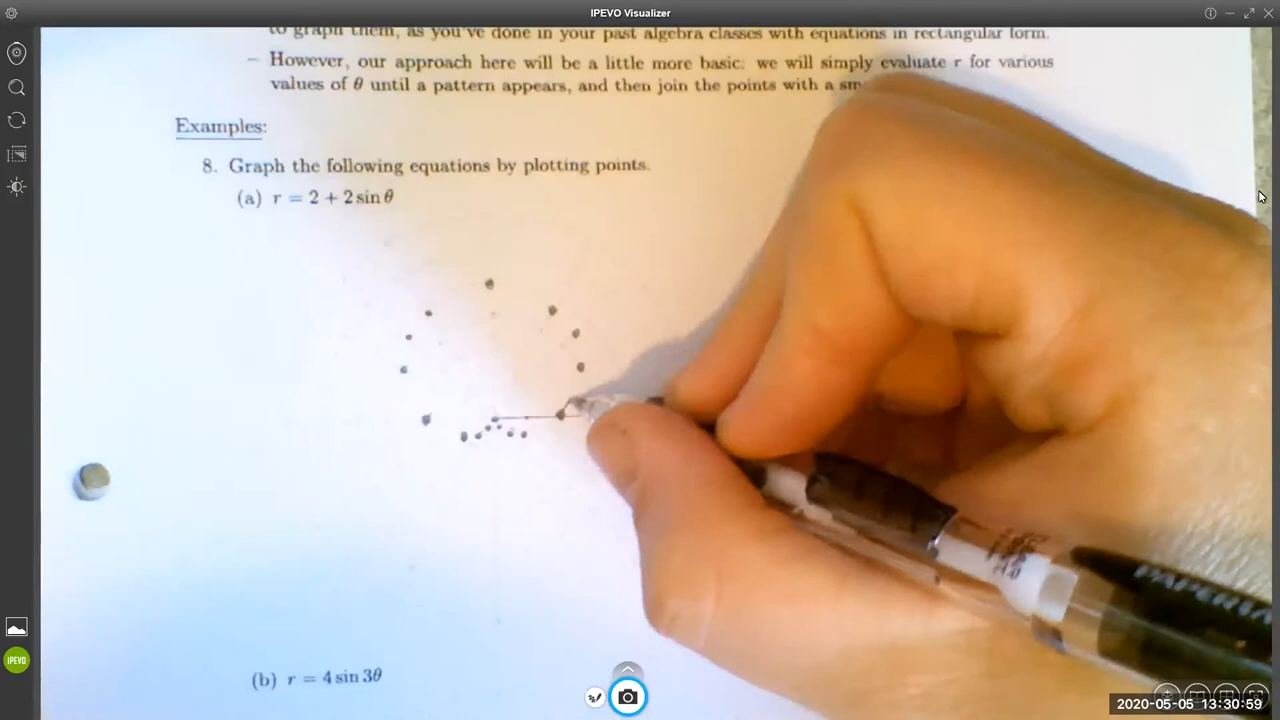 IPEVO Visualizer
to graph them, as you've done in your past algebra classes with equations in rectangular form.
– However, our approach here will be a little more basic: we will simply evaluate r for various
values of θ until a pattern appears, and then join the points with a sm
Examples:
8. Graph the following equations by plotting points.
(a) r = 2 + 2 sin θ
(b) r = 4 sin 3θ
IPEVO
2020-05-05 13:30:59